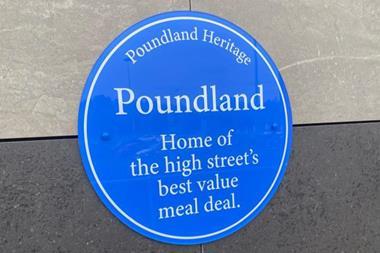 Poundland Heritage
Poundland
Home of
the high street's
best value
meal deal.